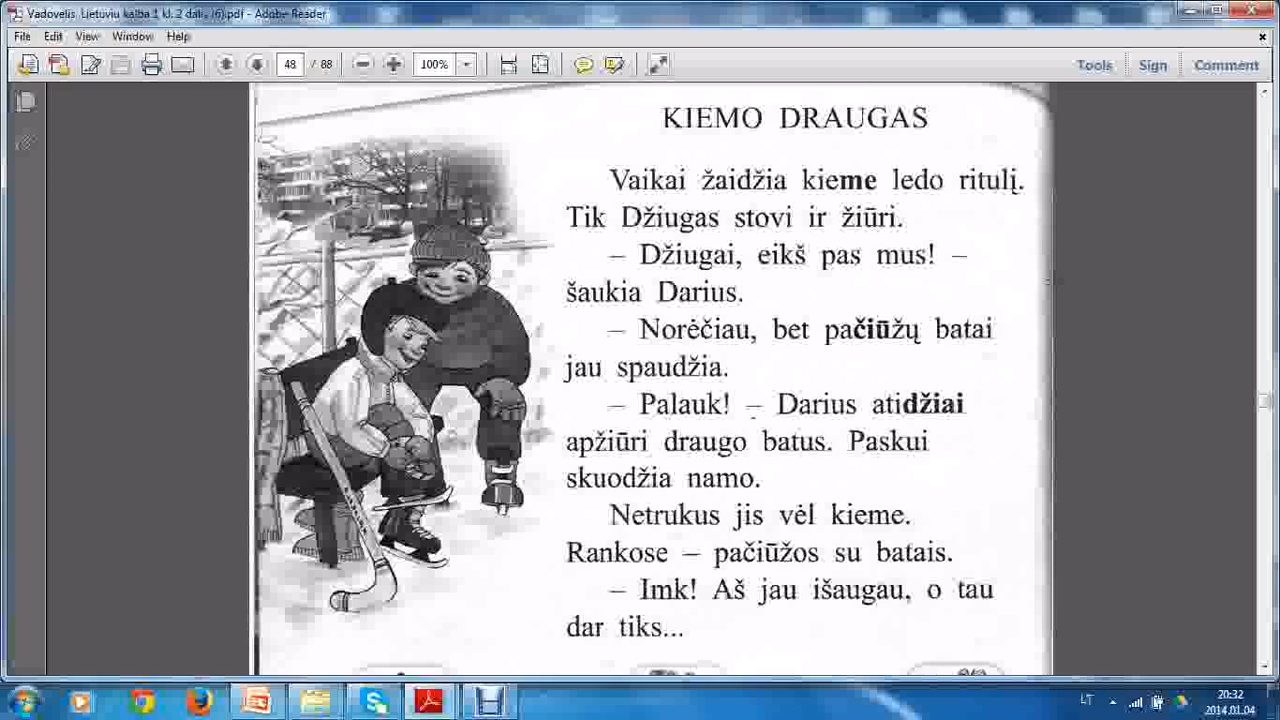 Vadovelis. Lietuviu kalba 1 kl. 2 dalis (6).pdf - Adobe Reader
File Edit View Window Help
48 / 88 100% Tools Sign Comment
KIEMO DRAUGAS
Vaikai žaidžia kieme ledo ritulį.
Tik Džiugas stovi ir žiūri.
– Džiugai, eikš pas mus! –
šaukia Darius.
– Norėčiau, bet pačiūžų batai
jau spaudžia.
– Palauk! – Darius atidžiai
apžiūri draugo batus. Paskui
skuodžia namo.
Netrukus jis vėl kieme.
Rankose – pačiūžos su batais.
– Imk! Aš jau išaugau, o tau
dar tiks...
LT 20:32
2014.01.04